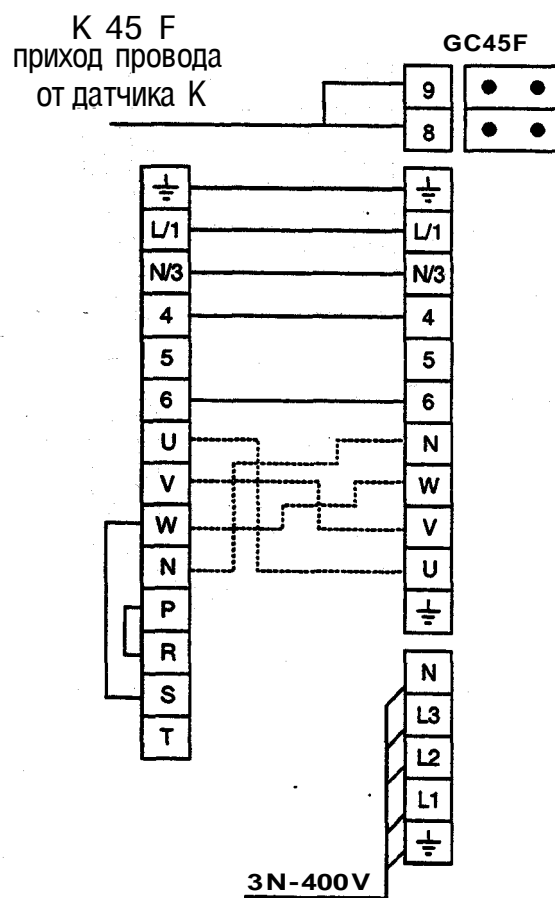 K 45 F
приход провода
от датчика K
GC45F
9
8
⏚ ⏚
L/1 L/1
N/3 N/3
4 4
5 5
6 6
U N
V W
W V
N U
P ⏚
R
S N
T L3
L2
L1
⏚
3N-400V